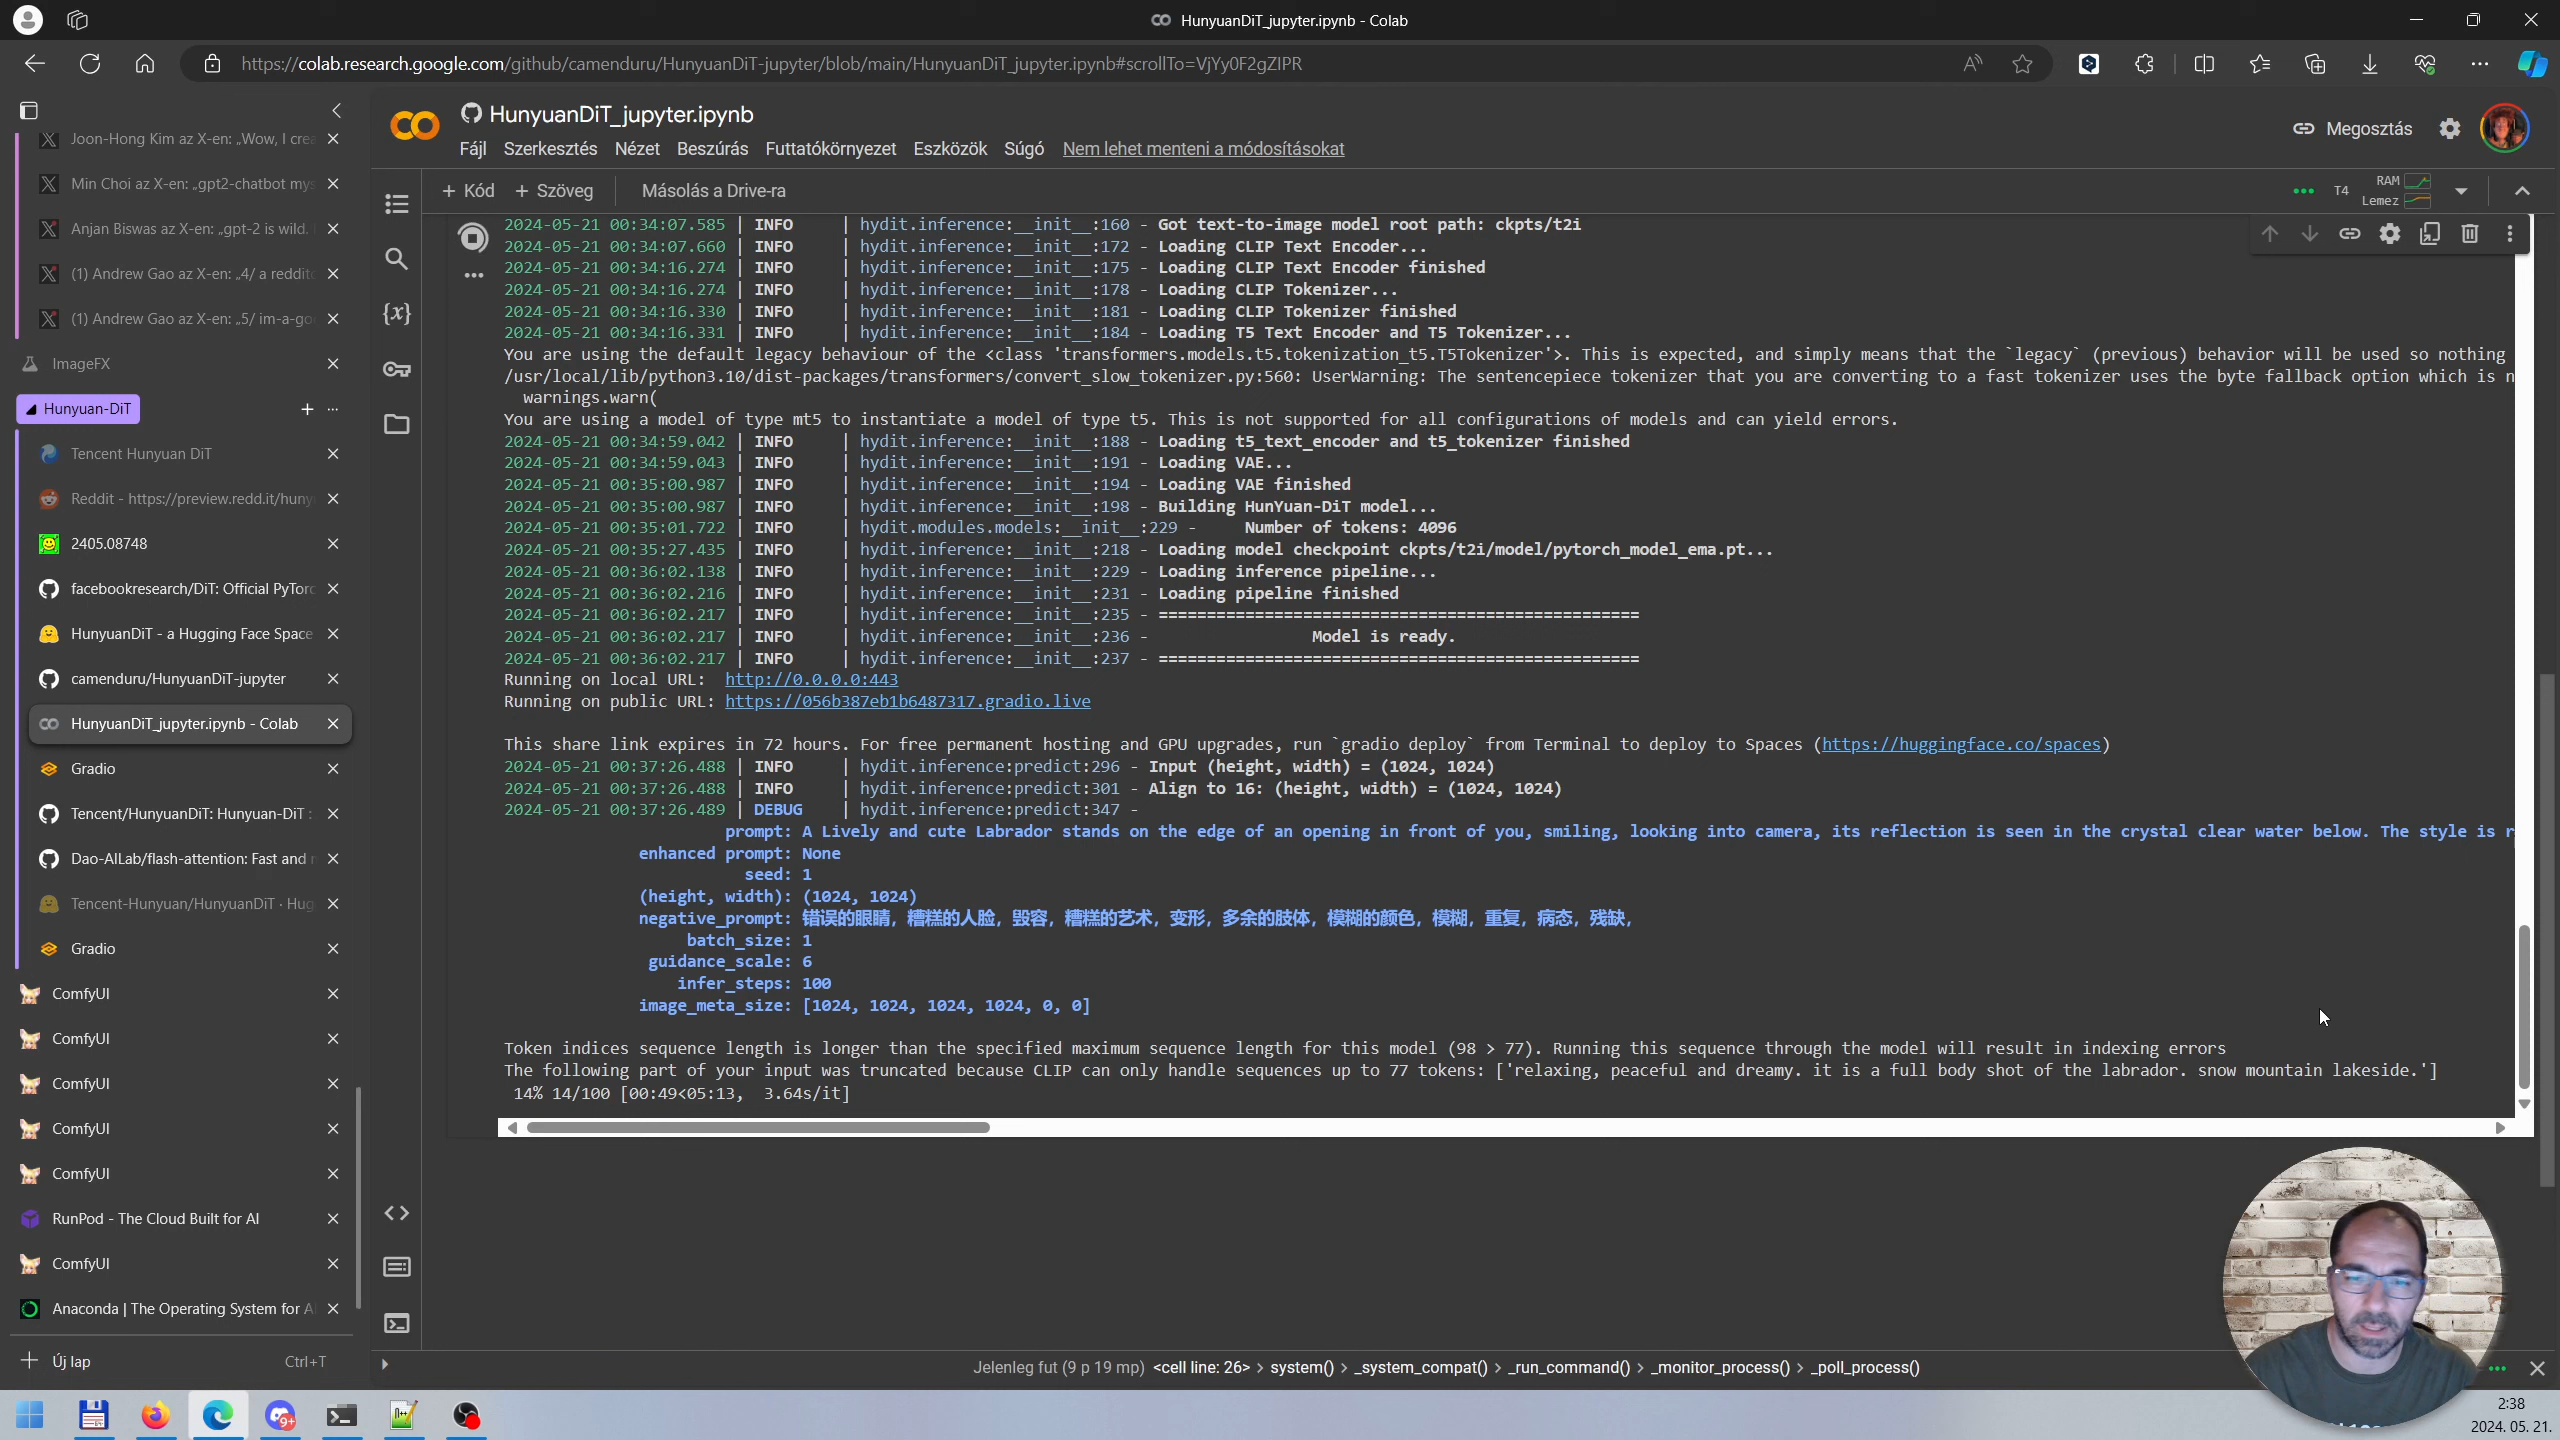 HunyuanDiT_jupyter.ipynb - Colab
https://colab.research.google.com/github/camenduru/HunyuanDiT-jupyter/blob/main/HunyuanDiT_jupyter.ipynb#scrollTo=VjYy0F2gZIPR
Joon-Hong Kim az X-en: „Wow, I crea
Min Choi az X-en: „gpt2-chatbot mys
Anjan Biswas az X-en: „gpt-2 is wild.
(1) Andrew Gao az X-en: „4/ a reddito
(1) Andrew Gao az X-en: „5/ im-a-go
ImageFX
Hunyuan-DiT
Tencent Hunyuan DiT
Reddit - https://preview.redd.it/huny
2405.08748
facebookresearch/DiT: Official PyTorc
HunyuanDiT - a Hugging Face Space
camenduru/HunyuanDiT-jupyter
HunyuanDiT_jupyter.ipynb - Colab
Gradio
Tencent/HunyuanDiT: Hunyuan-DiT :
Dao-AILab/flash-attention: Fast and
Tencent-Hunyuan/HunyuanDiT · Hug
Gradio
ComfyUI
ComfyUI
ComfyUI
ComfyUI
ComfyUI
RunPod - The Cloud Built for AI
ComfyUI
Anaconda | The Operating System for A
Új lap Ctrl+T
HunyuanDiT_jupyter.ipynb
Fájl Szerkesztés Nézet Beszúrás Futtatókörnyezet Eszközök Súgó Nem lehet menteni a módosításokat
Megosztás
+ Kód + Szöveg Másolás a Drive-ra
T4 RAM
Lemez
2024-05-21 00:34:07.585 | INFO | hydit.inference:__init__:160 - Got text-to-image model root path: ckpts/t2i
2024-05-21 00:34:07.660 | INFO | hydit.inference:__init__:172 - Loading CLIP Text Encoder...
2024-05-21 00:34:16.274 | INFO | hydit.inference:__init__:175 - Loading CLIP Text Encoder finished
2024-05-21 00:34:16.274 | INFO | hydit.inference:__init__:178 - Loading CLIP Tokenizer...
2024-05-21 00:34:16.330 | INFO | hydit.inference:__init__:181 - Loading CLIP Tokenizer finished
2024-05-21 00:34:16.331 | INFO | hydit.inference:__init__:184 - Loading T5 Text Encoder and T5 Tokenizer...
You are using the default legacy behaviour of the <class 'transformers.models.t5.tokenization_t5.T5Tokenizer'>. This is expected, and simply means that the `legacy` (previous) behavior will be used so nothing
/usr/local/lib/python3.10/dist-packages/transformers/convert_slow_tokenizer.py:560: UserWarning: The sentencepiece tokenizer that you are converting to a fast tokenizer uses the byte fallback option which is n
warnings.warn(
You are using a model of type mt5 to instantiate a model of type t5. This is not supported for all configurations of models and can yield errors.
2024-05-21 00:34:59.042 | INFO | hydit.inference:__init__:188 - Loading t5_text_encoder and t5_tokenizer finished
2024-05-21 00:34:59.043 | INFO | hydit.inference:__init__:191 - Loading VAE...
2024-05-21 00:35:00.987 | INFO | hydit.inference:__init__:194 - Loading VAE finished
2024-05-21 00:35:00.987 | INFO | hydit.inference:__init__:198 - Building HunYuan-DiT model...
2024-05-21 00:35:01.722 | INFO | hydit.modules.models:__init__:229 - Number of tokens: 4096
2024-05-21 00:35:27.435 | INFO | hydit.inference:__init__:218 - Loading model checkpoint ckpts/t2i/model/pytorch_model_ema.pt...
2024-05-21 00:36:02.138 | INFO | hydit.inference:__init__:229 - Loading inference pipeline...
2024-05-21 00:36:02.216 | INFO | hydit.inference:__init__:231 - Loading pipeline finished
2024-05-21 00:36:02.217 | INFO | hydit.inference:__init__:235 - ==================================================
2024-05-21 00:36:02.217 | INFO | hydit.inference:__init__:236 - Model is ready.
2024-05-21 00:36:02.217 | INFO | hydit.inference:__init__:237 - ==================================================
Running on local URL: http://0.0.0.0:443
Running on public URL: https://056b387eb1b6487317.gradio.live
This share link expires in 72 hours. For free permanent hosting and GPU upgrades, run `gradio deploy` from Terminal to deploy to Spaces (https://huggingface.co/spaces)
2024-05-21 00:37:26.488 | INFO | hydit.inference:predict:296 - Input (height, width) = (1024, 1024)
2024-05-21 00:37:26.488 | INFO | hydit.inference:predict:301 - Align to 16: (height, width) = (1024, 1024)
2024-05-21 00:37:26.489 | DEBUG | hydit.inference:predict:347 -
prompt: A Lively and cute Labrador stands on the edge of an opening in front of you, smiling, looking into camera, its reflection is seen in the crystal clear water below. The style is r
enhanced prompt: None
seed: 1
(height, width): (1024, 1024)
negative_prompt: 错误的眼睛，糟糕的人脸，毁容，糟糕的艺术，变形，多余的肢体，模糊的颜色，模糊，重复，病态，残缺，
batch_size: 1
guidance_scale: 6
infer_steps: 100
image_meta_size: [1024, 1024, 1024, 1024, 0, 0]
Token indices sequence length is longer than the specified maximum sequence length for this model (98 > 77). Running this sequence through the model will result in indexing errors
The following part of your input was truncated because CLIP can only handle sequences up to 77 tokens: ['relaxing, peaceful and dreamy. it is a full body shot of the labrador. snow mountain lakeside.']
14% 14/100 [00:49<05:13, 3.64s/it]
Jelenleg fut (9 p 19 mp) <cell line: 26> > system() > _system_compat() > _run_command() > _monitor_process() > _poll_process()
9+
2:38
2024. 05. 21.